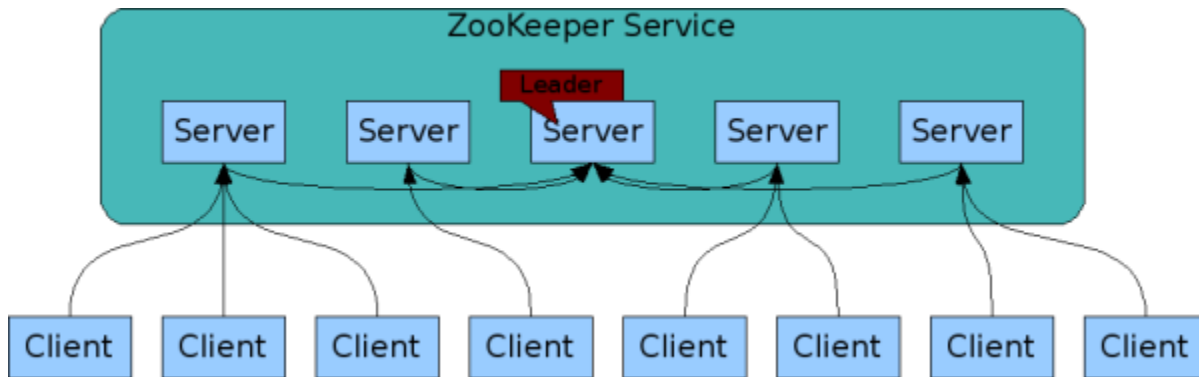 ZooKeeper Service
Leader
Server Server Server Server Server
Client Client Client Client Client Client Client Client